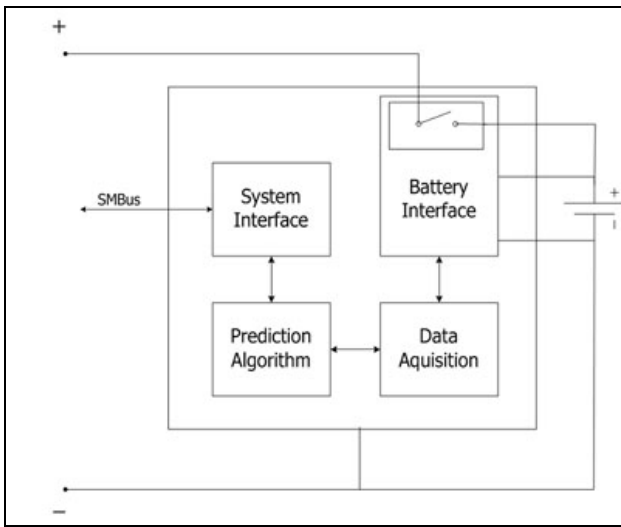 +
SMBus
System
Interface
Battery
Interface
+
−
Prediction
Algorithm
Data
Aquisition
−